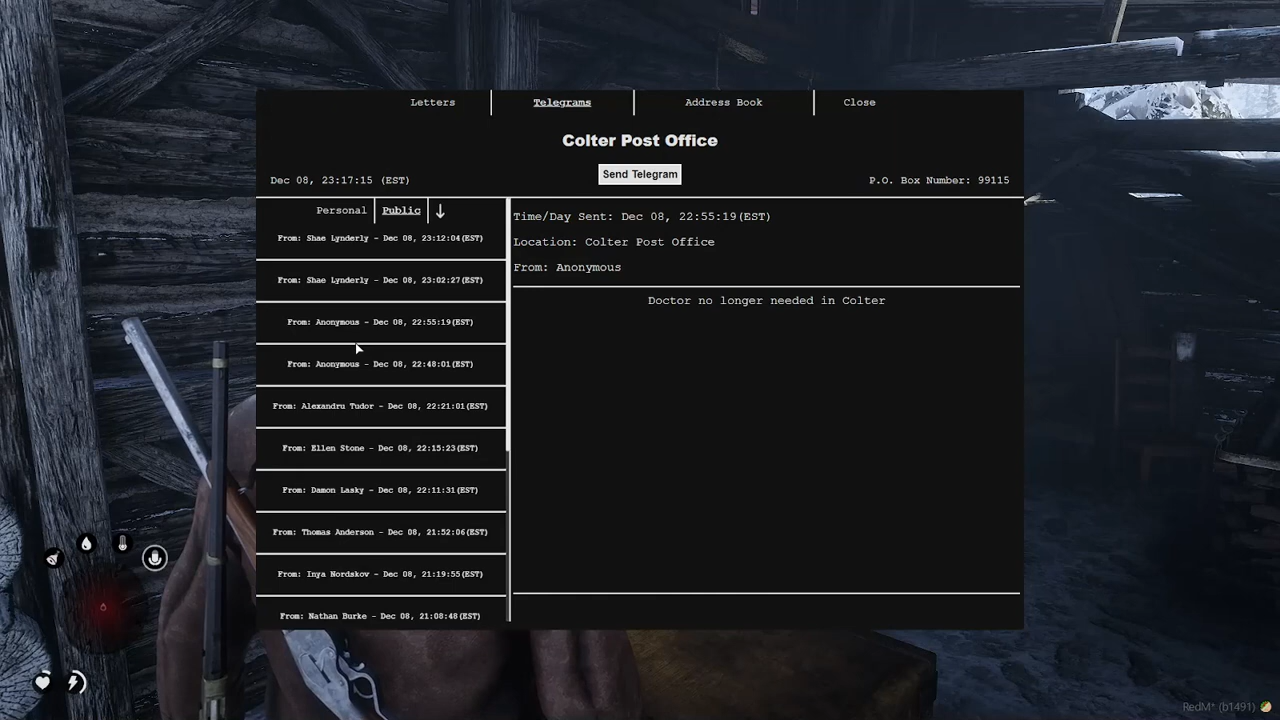 Letters
Telegrams
Address Book
Close
Colter Post Office
Send Telegram
Dec 08, 23:17:15 (EST)
P.O. Box Number: 99115
Personal
Public
↓
From: Shae Lynderly - Dec 08, 23:12:04(EST)
From: Shae Lynderly - Dec 08, 23:02:27(EST)
From: Anonymous - Dec 08, 22:55:19(EST)
From: Anonymous - Dec 08, 22:48:01(EST)
From: Alexandru Tudor - Dec 08, 22:21:01(EST)
From: Ellen Stone - Dec 08, 22:15:23(EST)
From: Damon Lasky - Dec 08, 22:11:31(EST)
From: Thomas Anderson - Dec 08, 21:52:06(EST)
From: Inya Nordskov - Dec 08, 21:19:55(EST)
From: Nathan Burke - Dec 08, 21:08:48(EST)
Time/Day Sent: Dec 08, 22:55:19(EST)
Location: Colter Post Office
From: Anonymous
Doctor no longer needed in Colter
RedM⁺ (b1491)